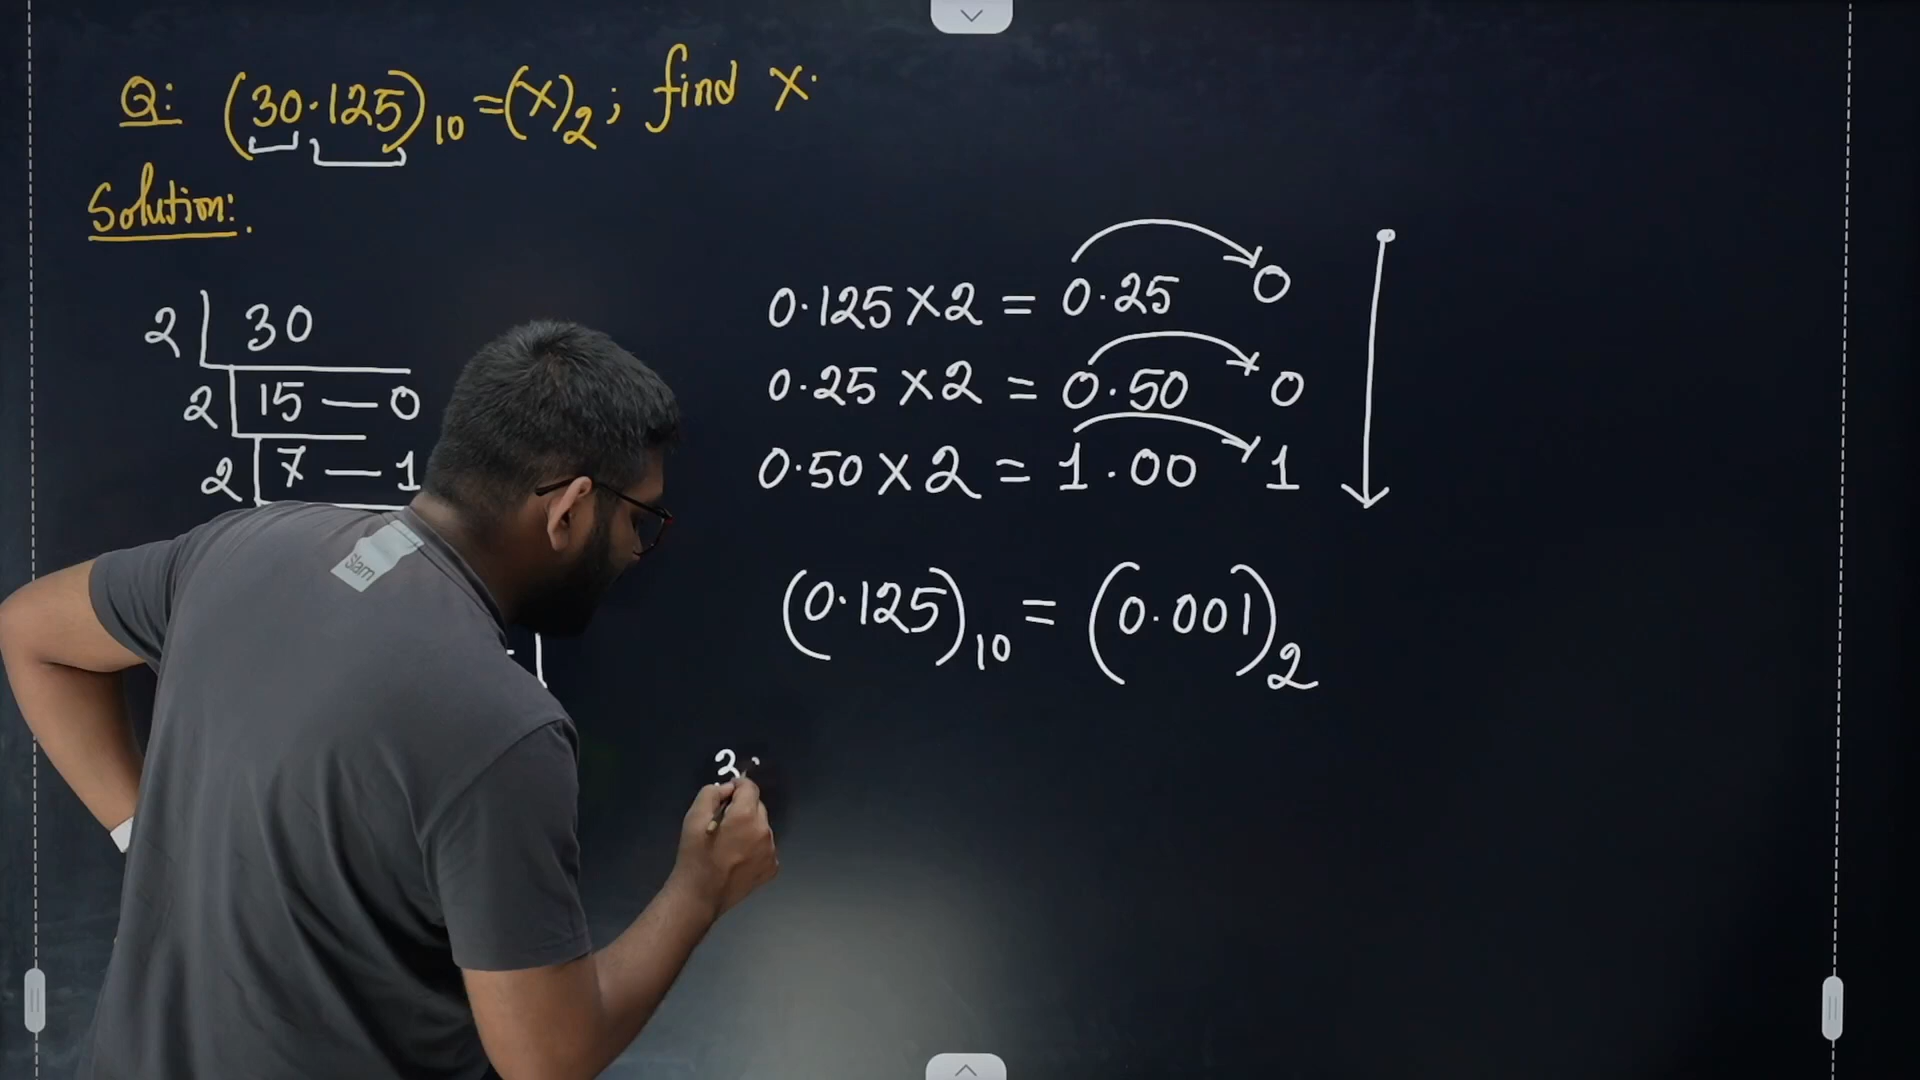 Q: (30.125)10 = (X)2; find X.
Solution:
2 30
2 15 — 0
2 7 — 1
0.125 X 2 = 0.25 0
0.25 X 2 = 0.50 0
0.50 X 2 = 1.00 1
(0.125)10 = (0.001)2
slam
3